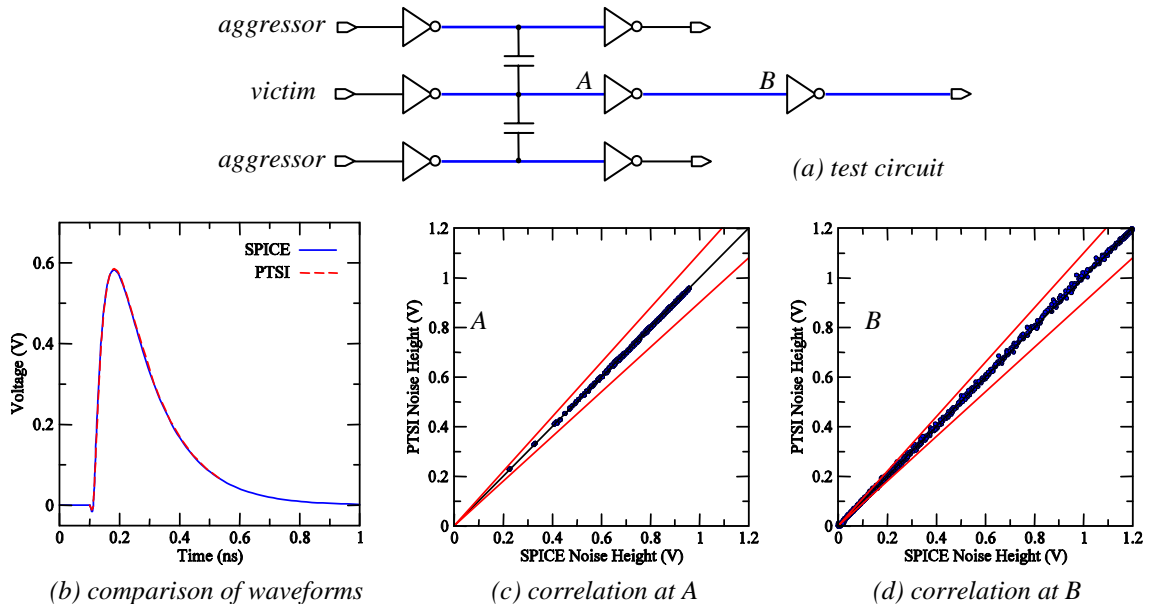 aggressor
A
B
victim
aggressor
(a) test circuit
0.6
0.4
0.2
0
Voltage (V)
SPICE
PTSI
0 0.2 0.4 0.6 0.8 1
Time (ns)
(b) comparison of waveforms
1.2
1
0.8
0.6
0.4
0.2
0
PTSI Noise Height (V)
A
0 0.2 0.4 0.6 0.8 1 1.2
SPICE Noise Height (V)
(c) correlation at A
1.2
1
0.8
0.6
0.4
0.2
0
PTSI Noise Height (V)
B
0 0.2 0.4 0.6 0.8 1 1.2
SPICE Noise Height (V)
(d) correlation at B